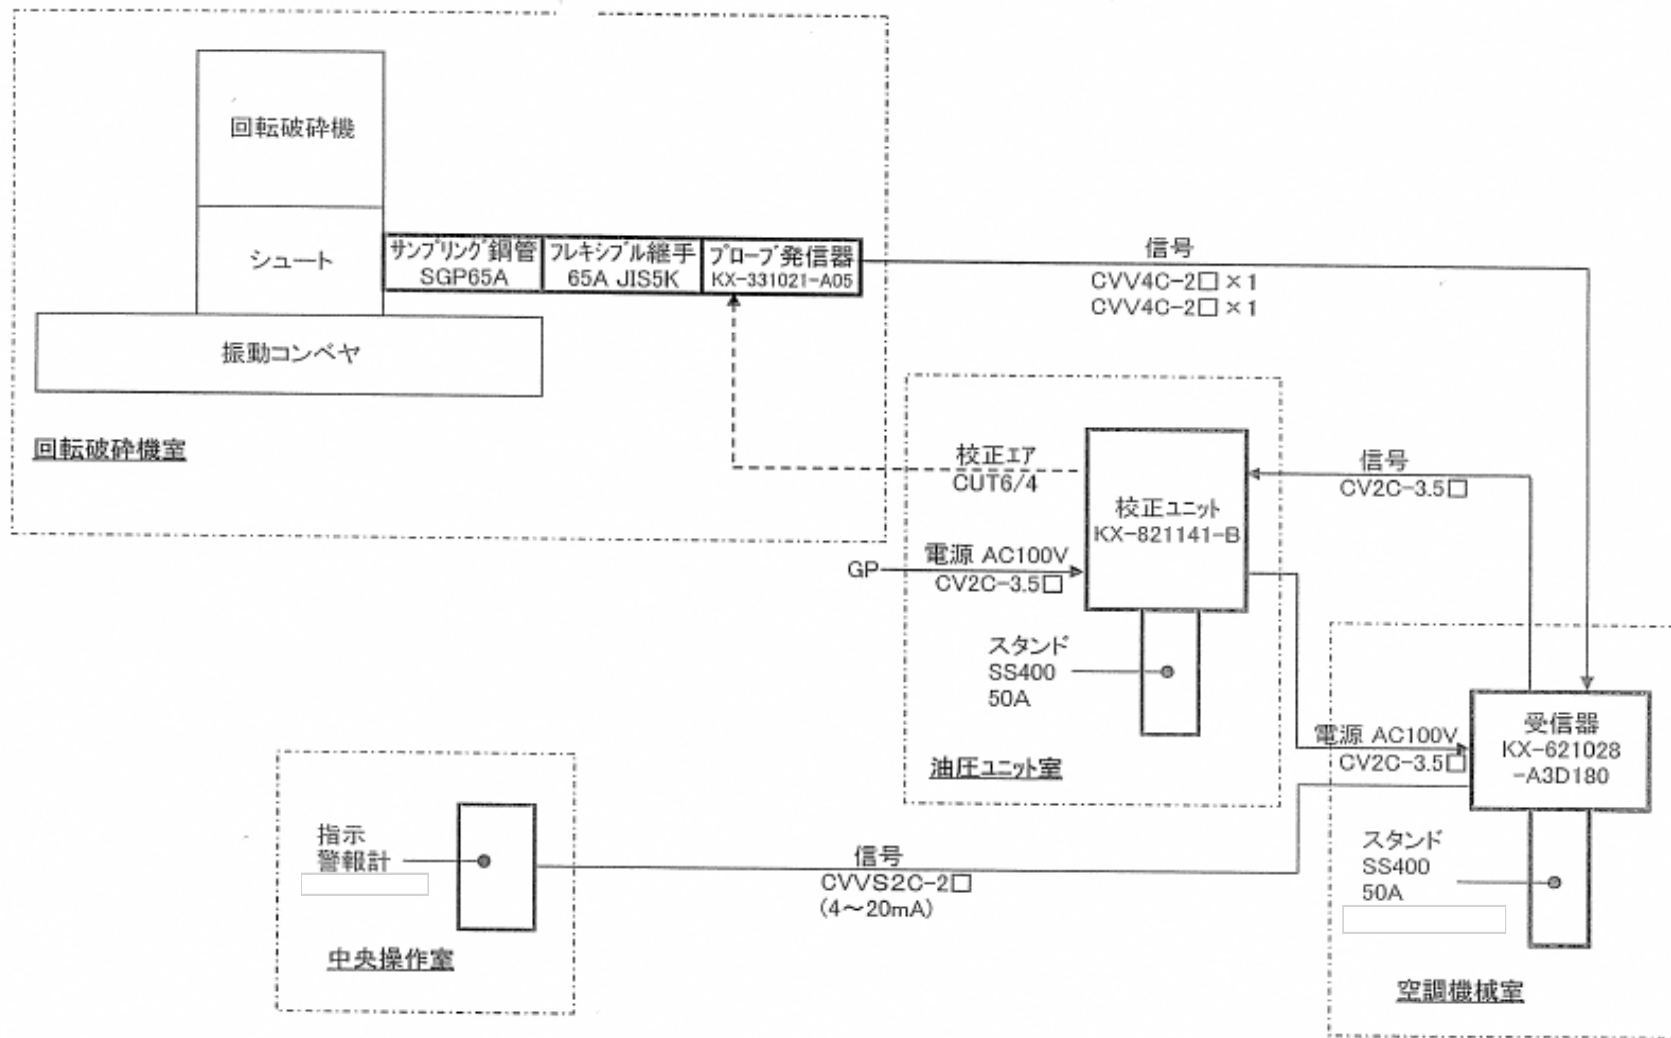 回転破砕機
シュート
サンプリング鋼管
SGP65A
フレキシブル継手
65A JIS5K
プローブ発信器
KX-331021-A05
信号
CVV4C-2□×1
CVV4C-2□×1
振動コンベヤ
回転破砕機室
校正エア
CUT6/4
校正ユニット
KX-821141-B
信号
CV2C-3.5□
GP
電源 AC100V
CV2C-3.5□
スタンド
SS400
50A
油圧ユニット室
電源 AC100V
CV2C-3.5□
受信器
KX-621028
-A3D180
指示
警報計
信号
CVVS2C-2□
(4～20mA)
スタンド
SS400
50A
中央操作室
空調機械室